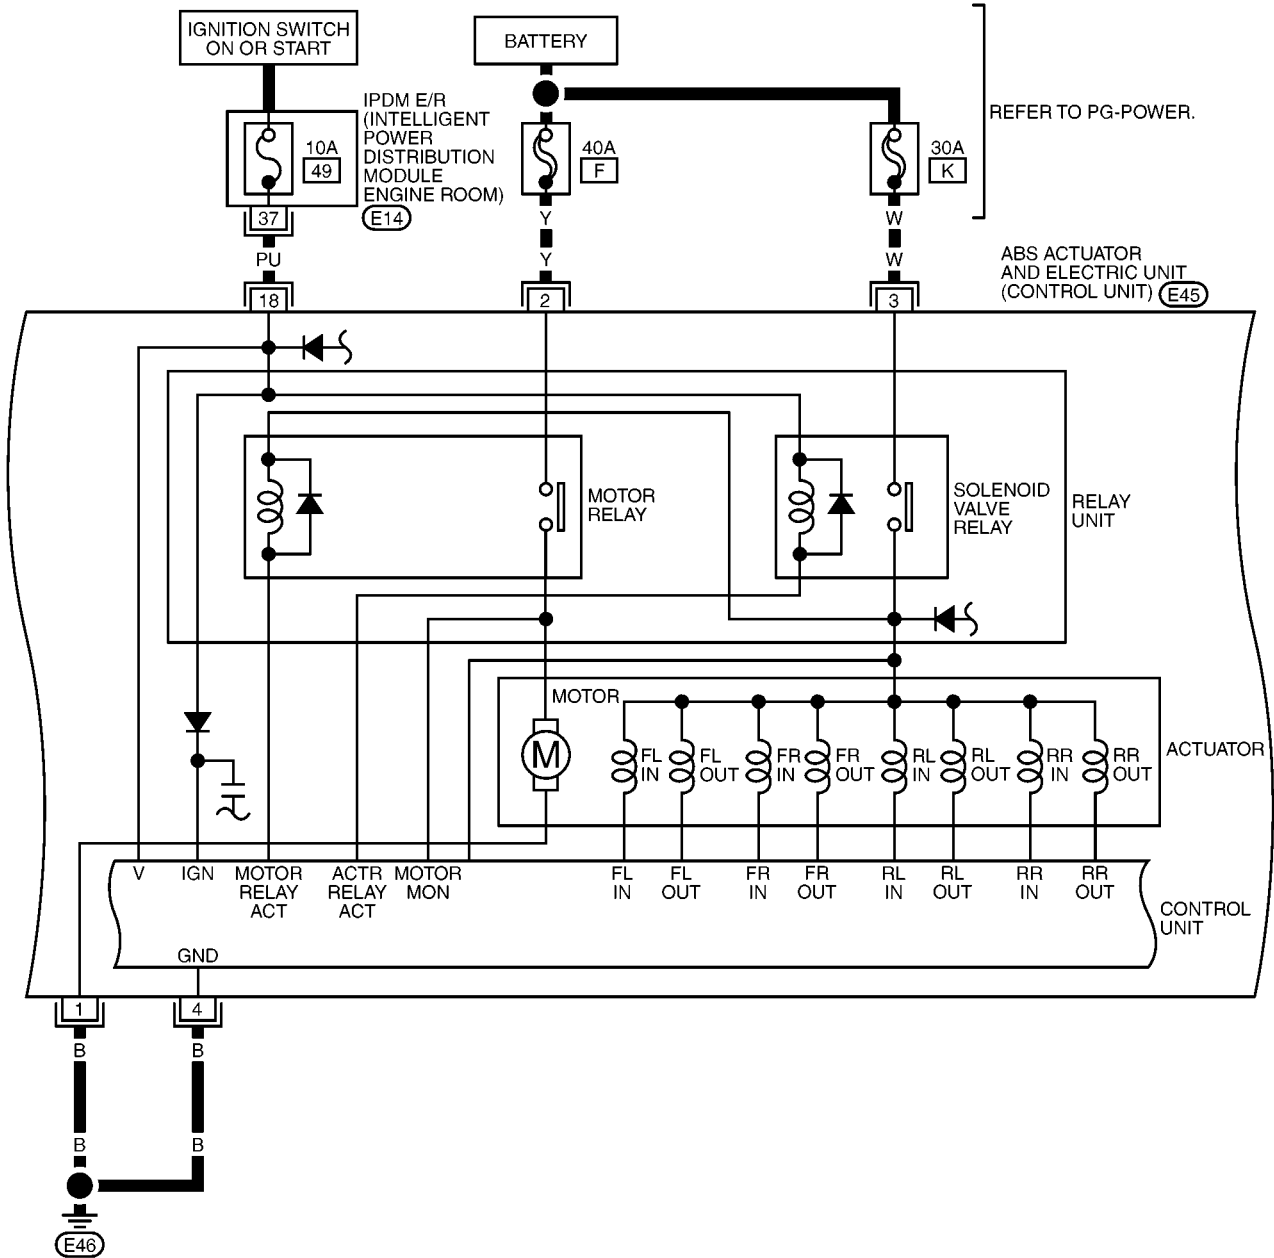 IGNITION SWITCH
ON OR START
BATTERY
REFER TO PG-POWER.
IPDM E/R
(INTELLIGENT
POWER
DISTRIBUTION
MODULE
ENGINE ROOM)
E14
10A
49
40A
F
30A
K
37
PU
Y
Y
W
W
ABS ACTUATOR
AND ELECTRIC UNIT
(CONTROL UNIT)
E45
18
2
3
MOTOR
RELAY
SOLENOID
VALVE
RELAY
RELAY
UNIT
MOTOR
M
FL
IN
FL
OUT
FR
IN
FR
OUT
RL
IN
RL
OUT
RR
IN
RR
OUT
ACTUATOR
V
IGN
MOTOR
RELAY
ACT
ACTR
RELAY
ACT
MOTOR
MON
FL
IN
FL
OUT
FR
IN
FR
OUT
RL
IN
RL
OUT
RR
IN
RR
OUT
CONTROL
UNIT
GND
1
4
B
B
B
B
E46